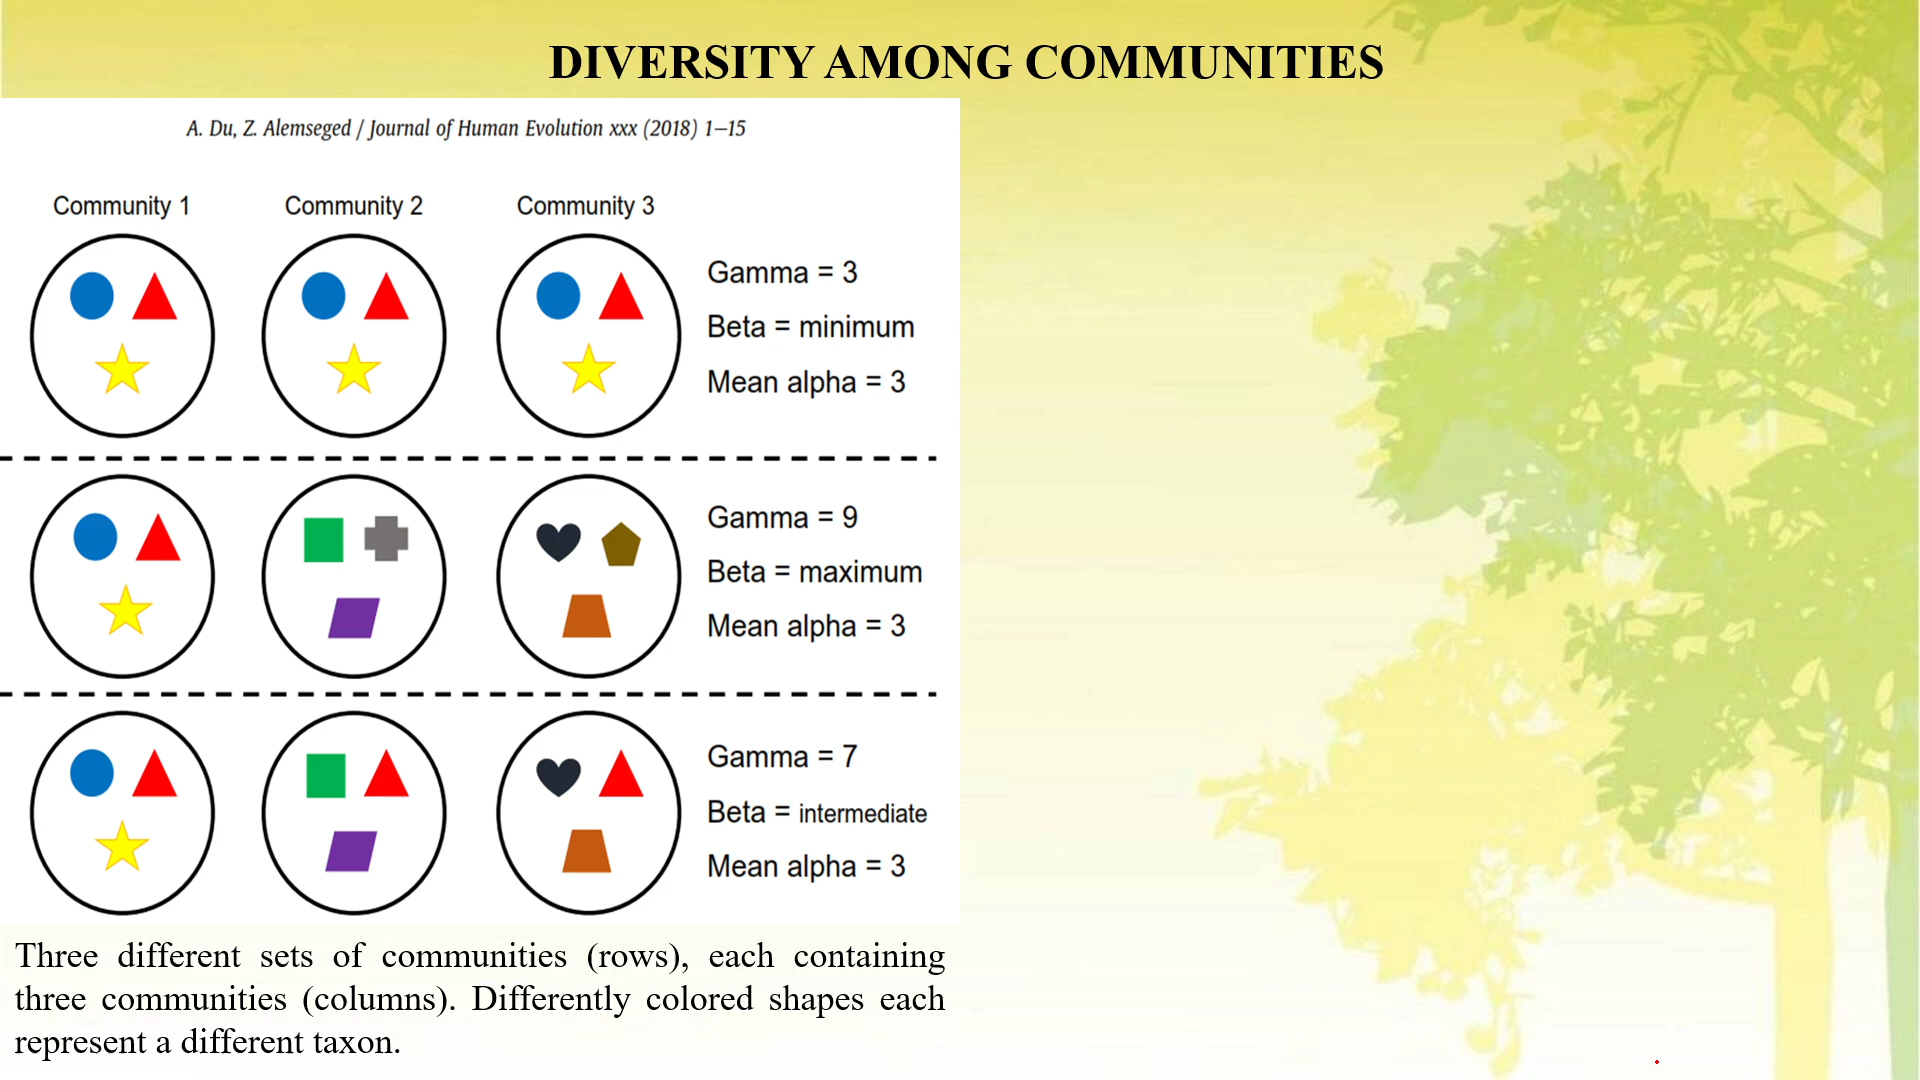 DIVERSITY AMONG COMMUNITIES
A. Du, Z. Alemseged / Journal of Human Evolution xxx (2018) 1–15
Community 1
Community 2
Community 3
Gamma = 3
Beta = minimum
Mean alpha = 3
Gamma = 9
Beta = maximum
Mean alpha = 3
Gamma = 7
Beta = intermediate
Mean alpha = 3
Three different sets of communities (rows), each containing
three communities (columns). Differently colored shapes each
represent a different taxon.